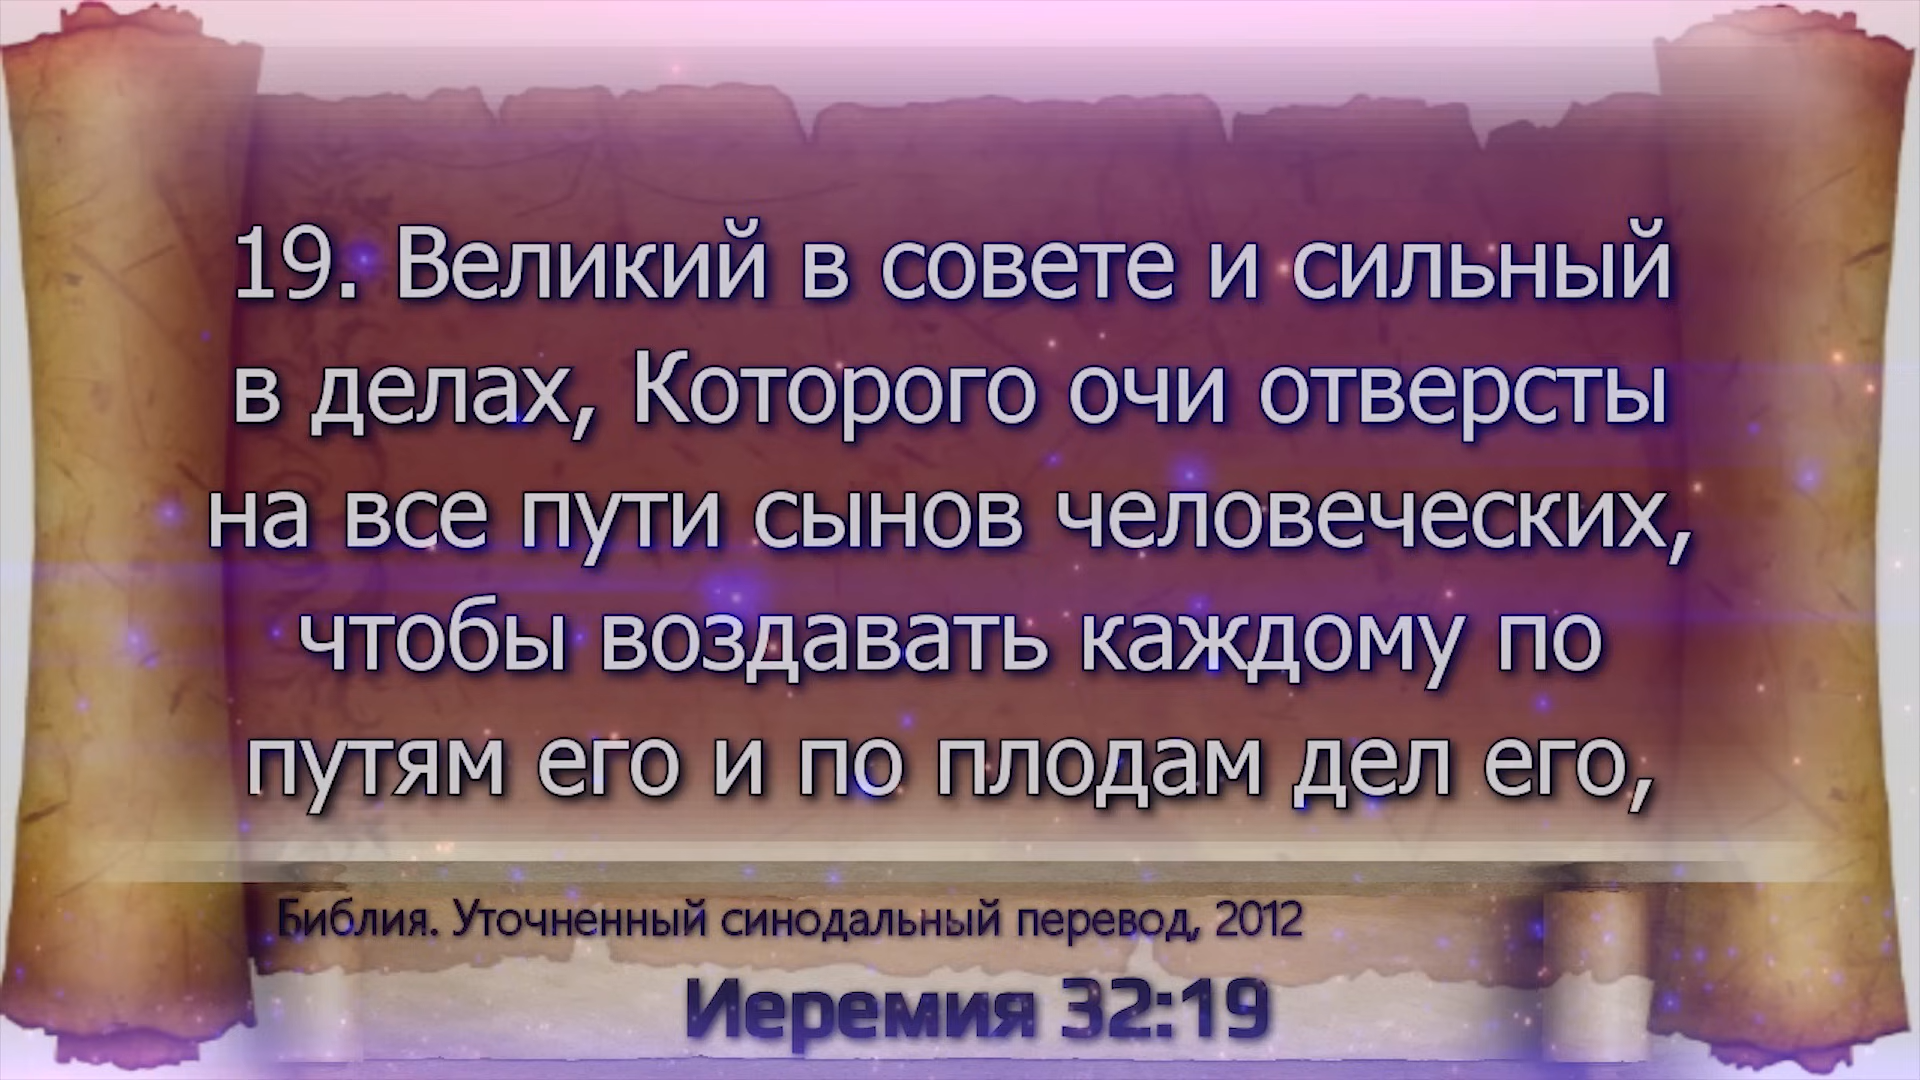 19. Великий в совете и сильный
в делах, Которого очи отверсты
на все пути сынов человеческих,
чтобы воздавать каждому по
путям его и по плодам дел его,
Библия. Уточненный синодальный перевод, 2012
Иеремия 32:19